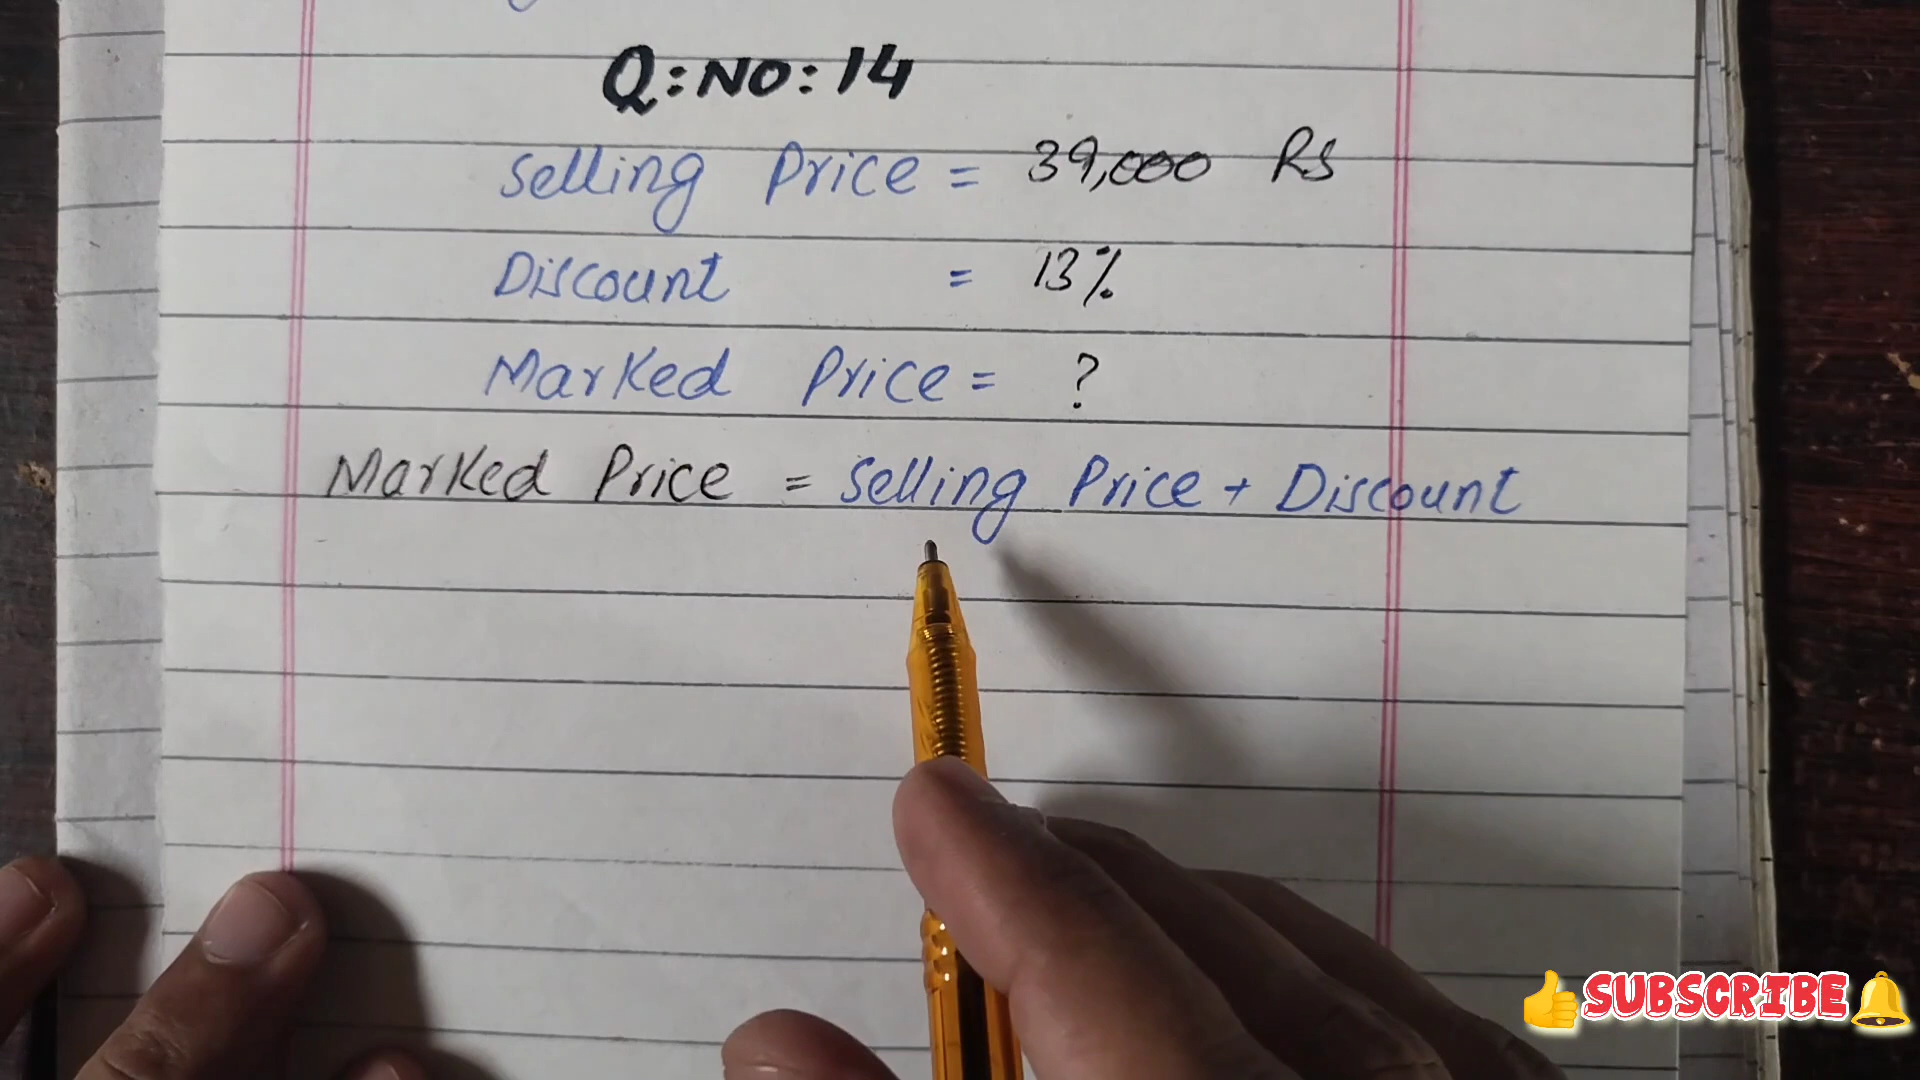 Q:NO:14
Selling Price = 39,000 Rs
Discount = 13%
Marked Price = ?
Marked Price = Selling Price + Discount
SUBSCRIBE